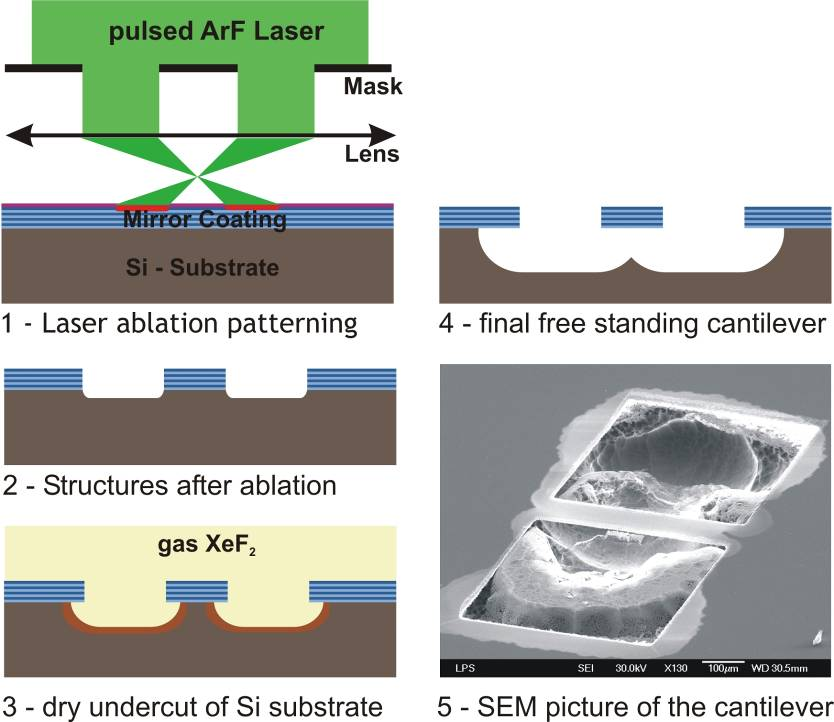 pulsed ArF Laser
Mask
Lens
Mirror Coating
Si - Substrate
1 - Laser ablation patterning
2 - Structures after ablation
gas XeF₂
3 - dry undercut of Si substrate
4 - final free standing cantilever
LPS SEI 30.0kV X130 100μm WD 30.5mm
5 - SEM picture of the cantilever